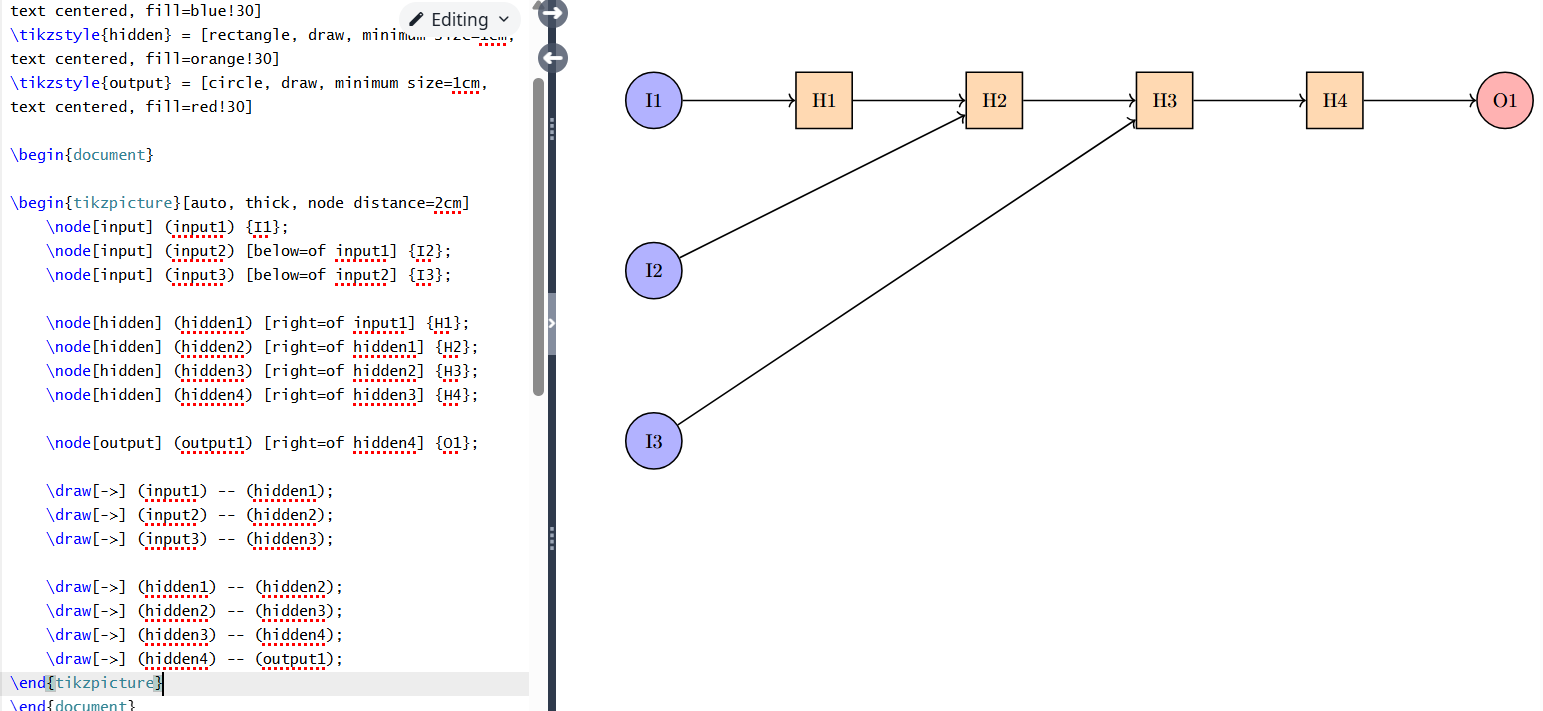 text centered, fill=blue!30]
Editing
\tikzstyle{hidden} = [rectangle, draw, minimum size=1cm,
text centered, fill=orange!30]
\tikzstyle{output} = [circle, draw, minimum size=1cm,
text centered, fill=red!30]
\begin{document}
\begin{tikzpicture}[auto, thick, node distance=2cm]
\node[input] (input1) {I1};
\node[input] (input2) [below=of input1] {I2};
\node[input] (input3) [below=of input2] {I3};
\node[hidden] (hidden1) [right=of input1] {H1};
\node[hidden] (hidden2) [right=of hidden1] {H2};
\node[hidden] (hidden3) [right=of hidden2] {H3};
\node[hidden] (hidden4) [right=of hidden3] {H4};
\node[output] (output1) [right=of hidden4] {O1};
\draw[->] (input1) -- (hidden1);
\draw[->] (input2) -- (hidden2);
\draw[->] (input3) -- (hidden3);
\draw[->] (hidden1) -- (hidden2);
\draw[->] (hidden2) -- (hidden3);
\draw[->] (hidden3) -- (hidden4);
\draw[->] (hidden4) -- (output1);
\end{tikzpicture}
\end{document}
I1 H1 H2 H3 H4 O1
I2
I3